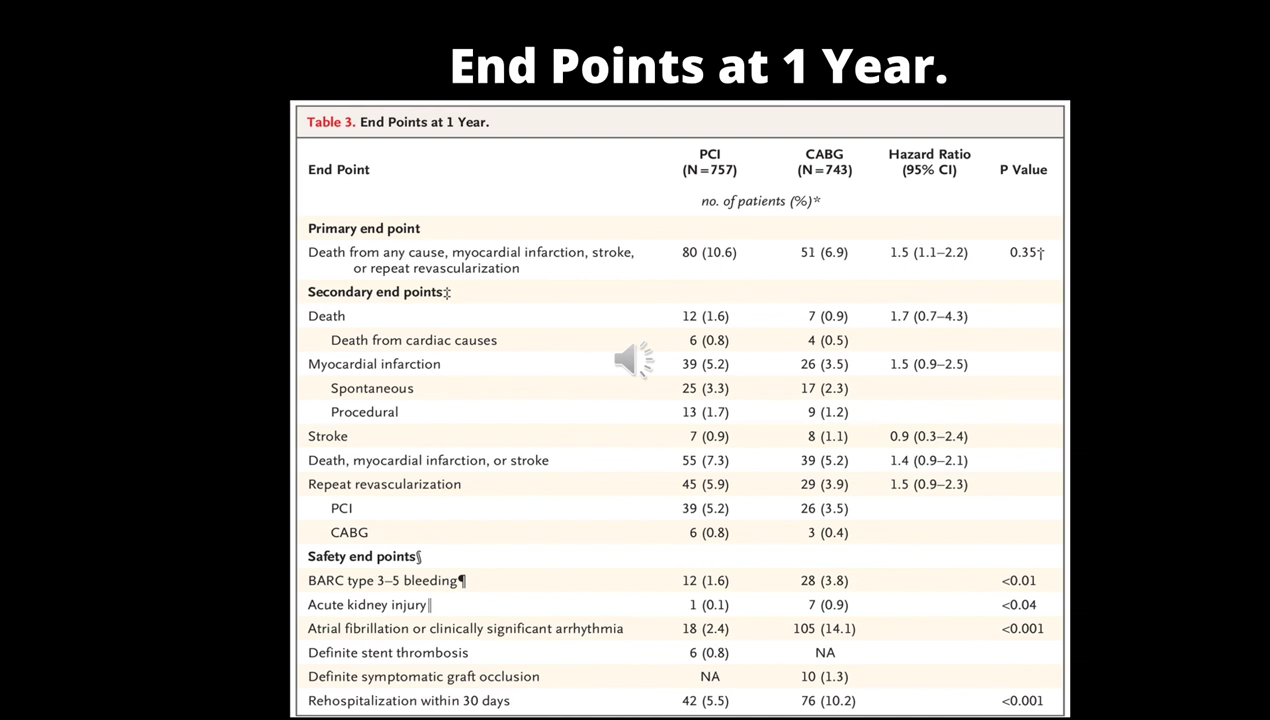 End Points at 1 Year.
Table 3. End Points at 1 Year.
End Point PCI (N=757) CABG (N=743) Hazard Ratio (95% CI) P Value
no. of patients (%)*
Primary end point
Death from any cause, myocardial infarction, stroke, or repeat revascularization 80 (10.6) 51 (6.9) 1.5 (1.1–2.2) 0.35†
Secondary end points‡
Death 12 (1.6) 7 (0.9) 1.7 (0.7–4.3)
Death from cardiac causes 6 (0.8) 4 (0.5)
Myocardial infarction 39 (5.2) 26 (3.5) 1.5 (0.9–2.5)
Spontaneous 25 (3.3) 17 (2.3)
Procedural 13 (1.7) 9 (1.2)
Stroke 7 (0.9) 8 (1.1) 0.9 (0.3–2.4)
Death, myocardial infarction, or stroke 55 (7.3) 39 (5.2) 1.4 (0.9–2.1)
Repeat revascularization 45 (5.9) 29 (3.9) 1.5 (0.9–2.3)
PCI 39 (5.2) 26 (3.5)
CABG 6 (0.8) 3 (0.4)
Safety end points§
BARC type 3–5 bleeding¶ 12 (1.6) 28 (3.8) <0.01
Acute kidney injury‖ 1 (0.1) 7 (0.9) <0.04
Atrial fibrillation or clinically significant arrhythmia 18 (2.4) 105 (14.1) <0.001
Definite stent thrombosis 6 (0.8) NA
Definite symptomatic graft occlusion NA 10 (1.3)
Rehospitalization within 30 days 42 (5.5) 76 (10.2) <0.001